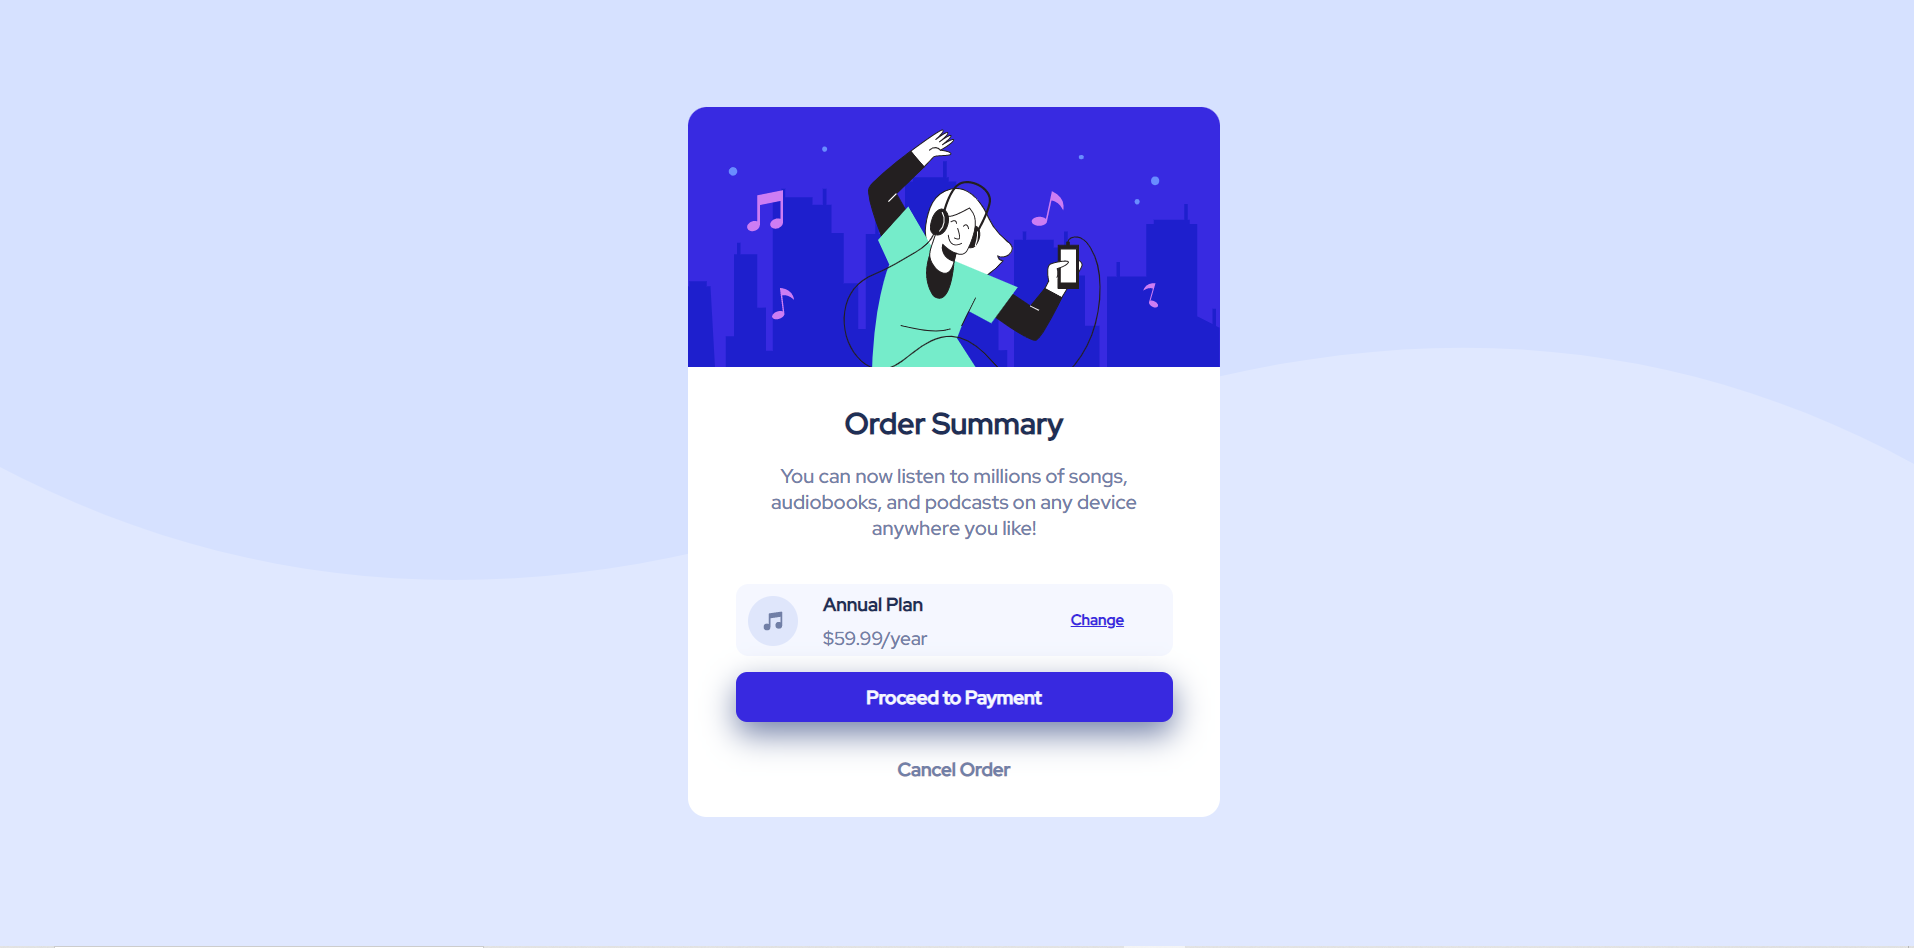 Order Summary
You can now listen to millions of songs,
audiobooks, and podcasts on any device
anywhere you like!
Annual Plan
$59.99/year
Change
Proceed to Payment
Cancel Order